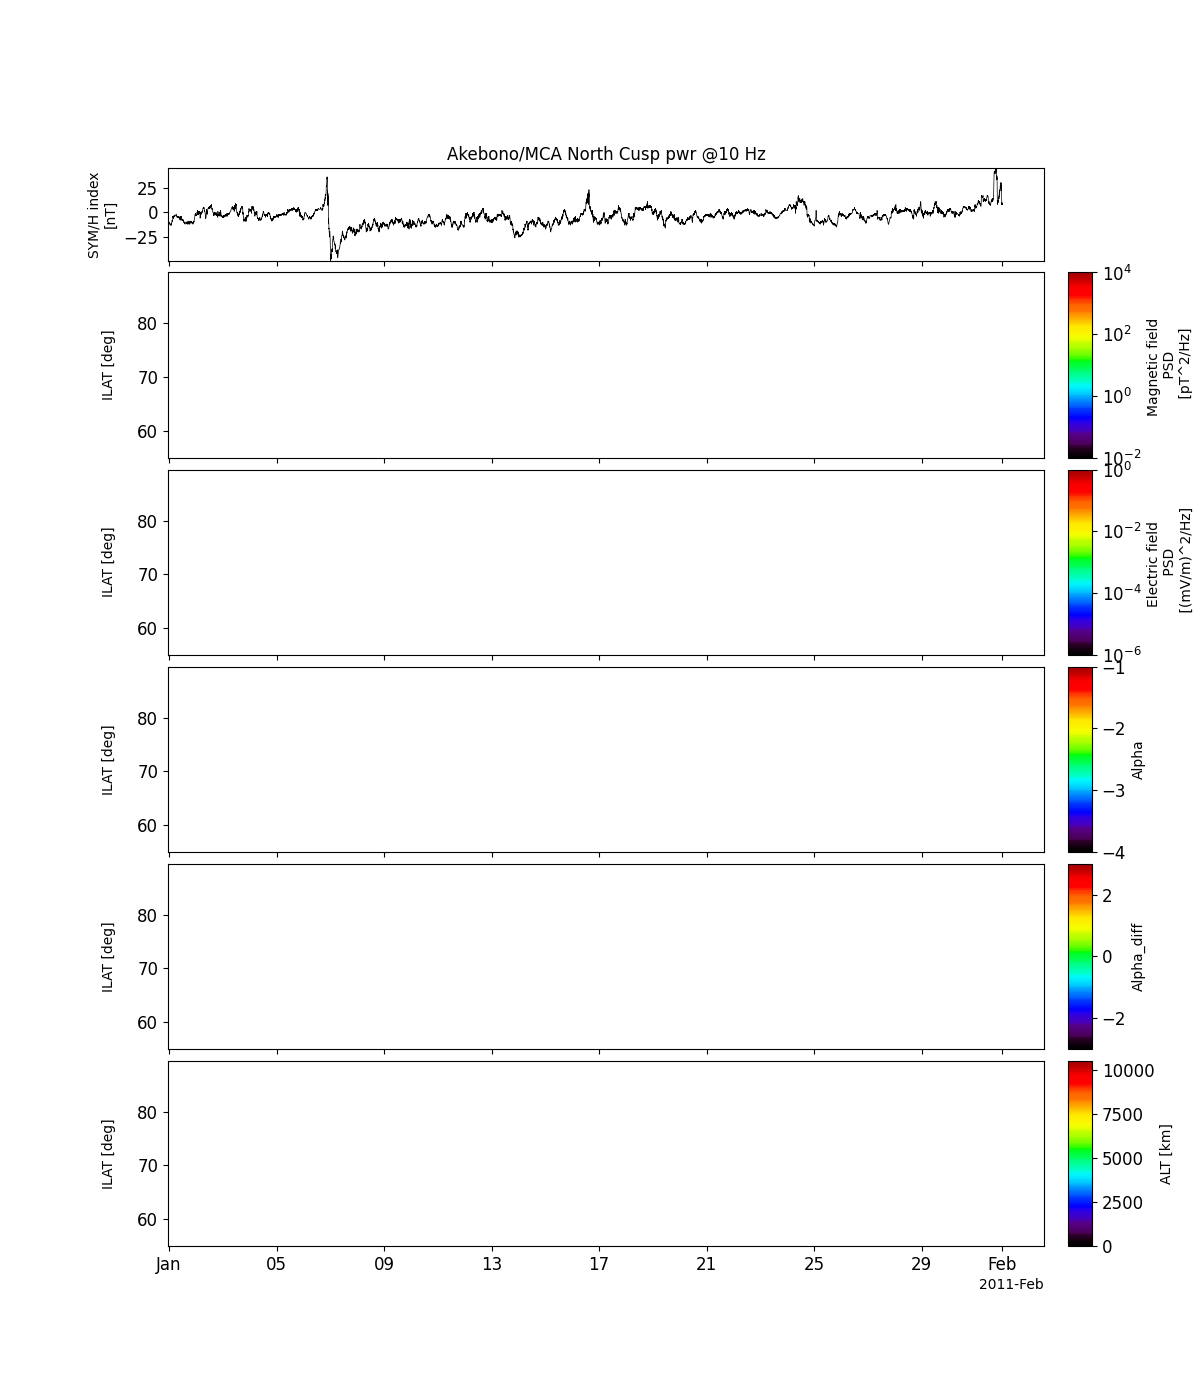 Akebono/MCA North Cusp pwr @10 Hz
SYM/H index
[nT]
25
0
−25
ILAT [deg]
80
70
60
10^4
10^2
10^0
10^−2
Magnetic field
PSD
[pT^2/Hz]
ILAT [deg]
80
70
60
10^0
10^−2
10^−4
10^−6
Electric field
PSD
[(mV/m)^2/Hz]
ILAT [deg]
80
70
60
−1
−2
−3
−4
Alpha
ILAT [deg]
80
70
60
2
0
−2
Alpha_diff
ILAT [deg]
80
70
60
10000
7500
5000
2500
0
ALT [km]
Jan 05 09 13 17 21 25 29 Feb
2011-Feb